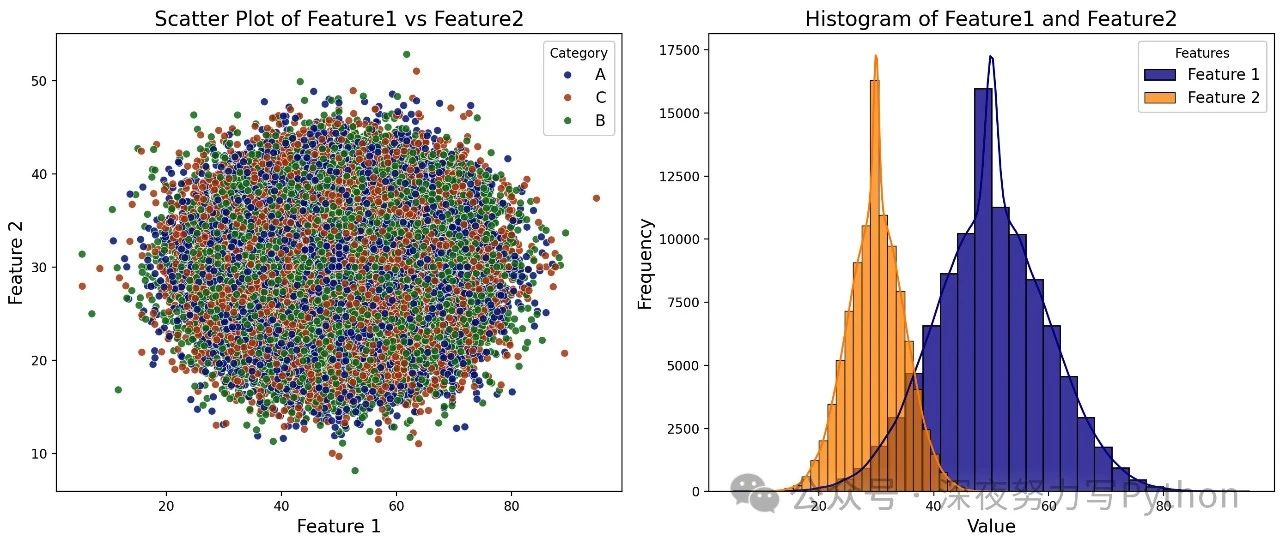 Scatter Plot of Feature1 vs Feature2
Category
A
C
B
50
40
30
20
10
Feature 2
20
40
60
80
Feature 1
Histogram of Feature1 and Feature2
Features
Feature 1
Feature 2
17500
15000
12500
10000
7500
5000
2500
0
Frequency
20
40
60
80
Value
公众号 · 深夜努力写Python